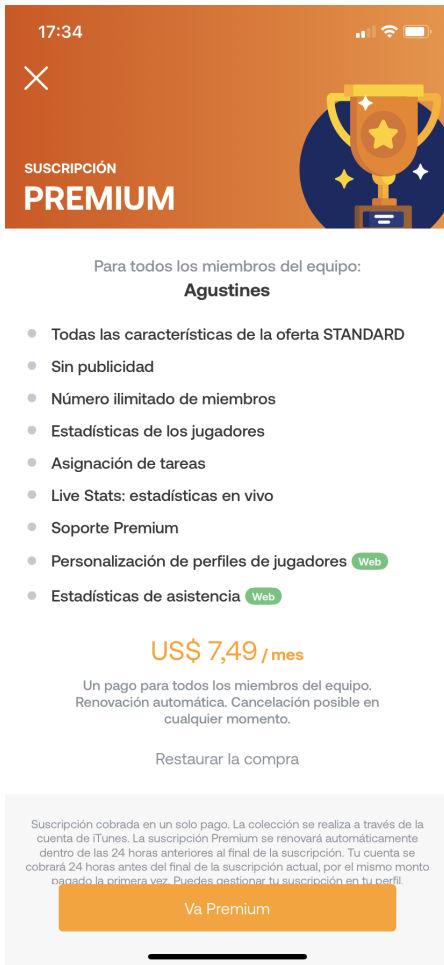 17:34
SUSCRIPCIÓN
PREMIUM
Para todos los miembros del equipo:
Agustines
Todas las características de la oferta STANDARD
Sin publicidad
Número ilimitado de miembros
Estadísticas de los jugadores
Asignación de tareas
Live Stats: estadísticas en vivo
Soporte Premium
Personalización de perfiles de jugadores Web
Estadísticas de asistencia Web
US$ 7,49 / mes
Un pago para todos los miembros del equipo.
Renovación automática. Cancelación posible en
cualquier momento.
Restaurar la compra
Suscripción cobrada en un solo pago. La colección se realiza a través de la
cuenta de iTunes. La suscripción Premium se renovará automáticamente
dentro de las 24 horas anteriores al final de la suscripción. Tu cuenta se
cobrará 24 horas antes del final de la suscripción actual, por el mismo monto
pagado la primera vez. Puedes gestionar tu suscripción en tu perfil.
Va Premium